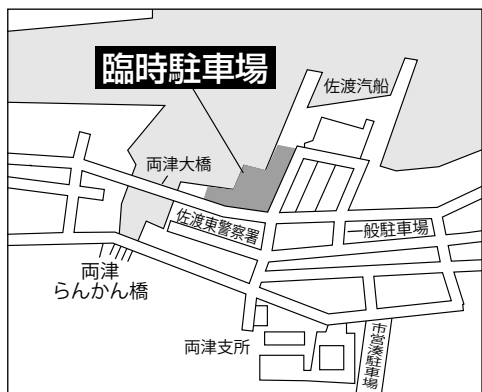 臨時駐車場
佐渡汽船
両津大橋
佐渡東警察署
一般駐車場
両津
らんかん橋
両津支所
市営湊駐車場